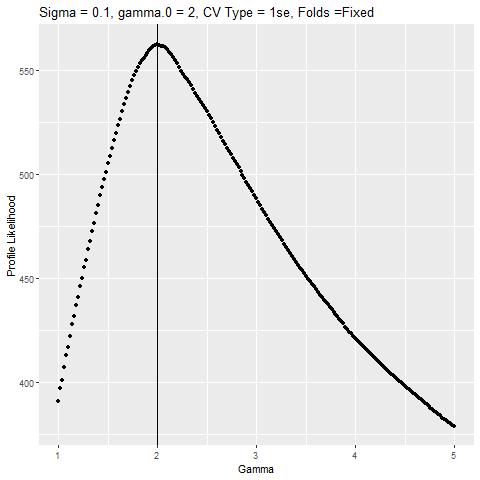 Sigma = 0.1, gamma.0 = 2, CV Type = 1se, Folds =Fixed
Profile Likelihood
550
500
450
400
1 2 3 4 5
Gamma